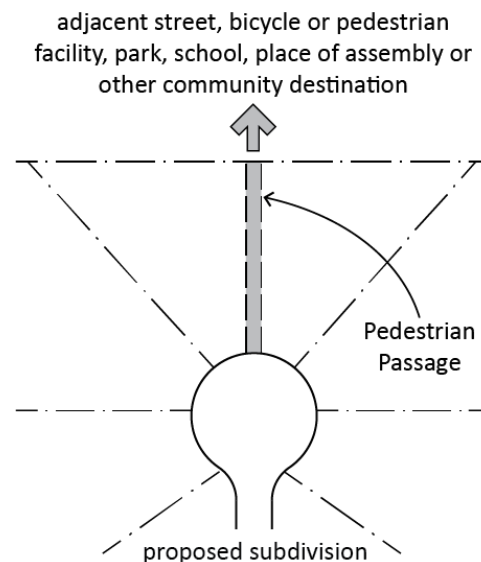 adjacent street, bicycle or pedestrian
facility, park, school, place of assembly or
other community destination
Pedestrian
Passage
proposed subdivision